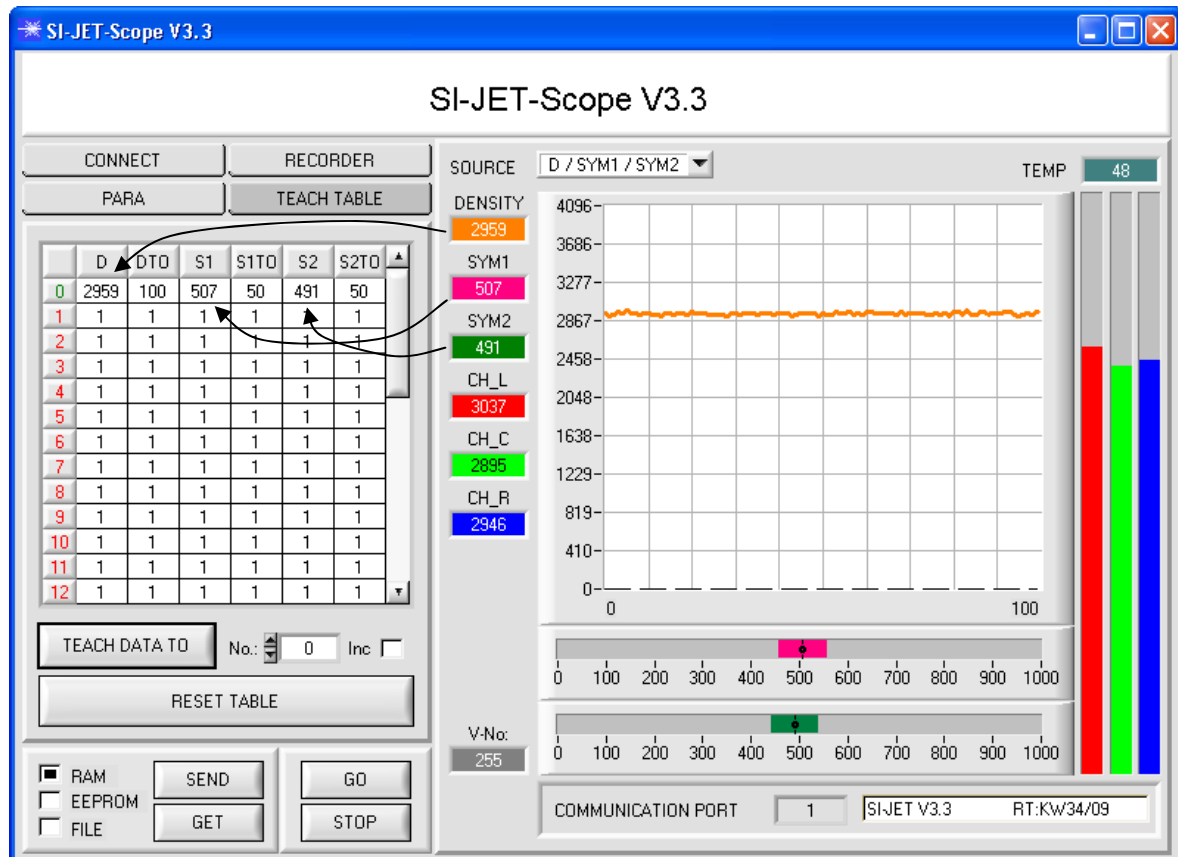 SI-JET-Scope V3.3
SI-JET-Scope V3.3
CONNECT RECORDER
PARA TEACH TABLE
D DTO S1 S1TO S2 S2TO
0 2959 100 507 50 491 50
1 1 1 1 1 1 1
2 1 1 1 1 1 1
3 1 1 1 1 1 1
4 1 1 1 1 1 1
5 1 1 1 1 1 1
6 1 1 1 1 1 1
7 1 1 1 1 1 1
8 1 1 1 1 1 1
9 1 1 1 1 1 1
10 1 1 1 1 1 1
11 1 1 1 1 1 1
12 1 1 1 1 1 1
TEACH DATA TO No.: 0 Inc
RESET TABLE
RAM
EEPROM
FILE
SEND
GET
GO
STOP
SOURCE D / SYM1 / SYM2
TEMP 48
DENSITY
2959
SYM1
507
SYM2
491
CH_L
3037
CH_C
2895
CH_R
2946
V-No:
255
4096
3686
3277
2867
2458
2048
1638
1229
819
410
0
0 100
0 100 200 300 400 500 600 700 800 900 1000
0 100 200 300 400 500 600 700 800 900 1000
COMMUNICATION PORT 1 SI-JET V3.3 RT:KW34/09